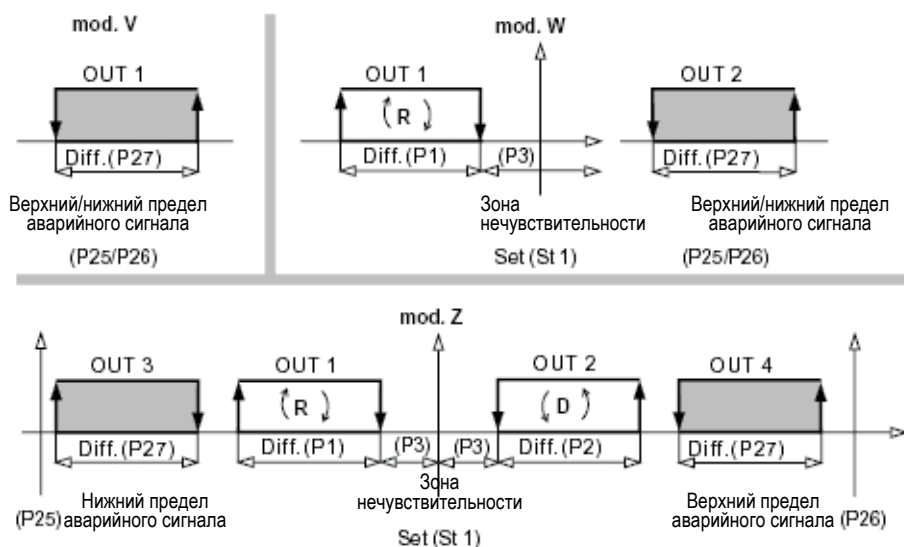 mod. V
OUT 1
Diff. (P27)
Верхний/нижний предел
аварийного сигнала
(P25/P26)
mod. W
OUT 1
R
Diff. (P1)
(P3)
Зона
нечувствительности
Set (St 1)
OUT 2
Diff. (P27)
Верхний/нижний предел
аварийного сигнала
(P25/P26)
mod. Z
OUT 3
OUT 1
OUT 2
OUT 4
R
D
Diff. (P27)
Diff. (P1)
(P3)
(P3)
Diff. (P2)
Diff. (P27)
(P25)
Нижний предел
аварийного сигнала
Зона
нечувствительности
Set (St 1)
Верхний предел
аварийного сигнала
(P26)